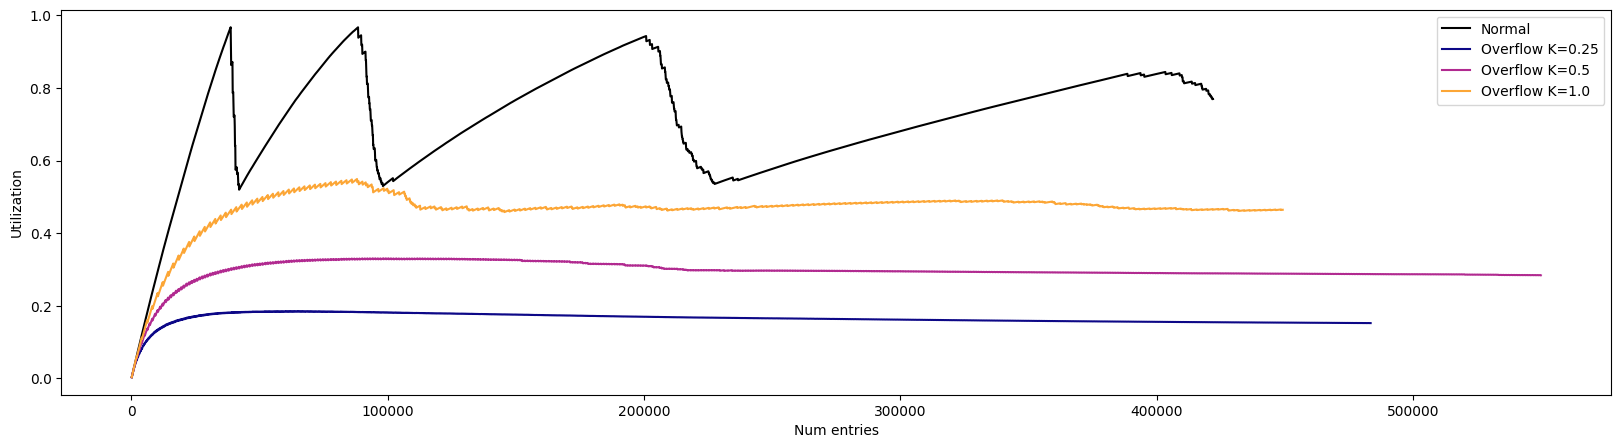 Normal
Overflow K=0.25
Overflow K=0.5
Overflow K=1.0
1.0
0.8
0.6
0.4
0.2
0.0
Utilization
0 100000 200000 300000 400000 500000
Num entries